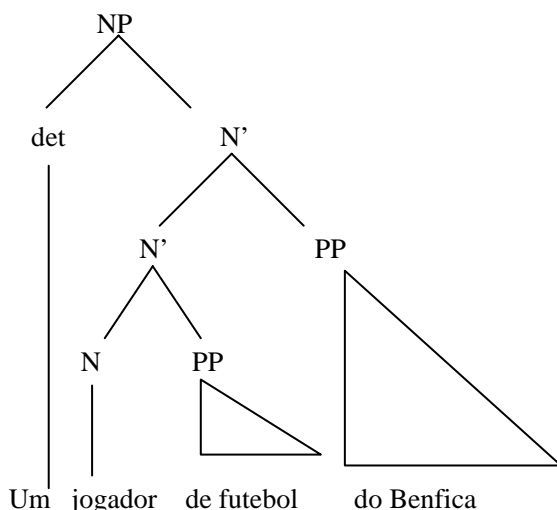 NP
det N’
N’ PP
N PP
Um jogador de futebol do Benfica